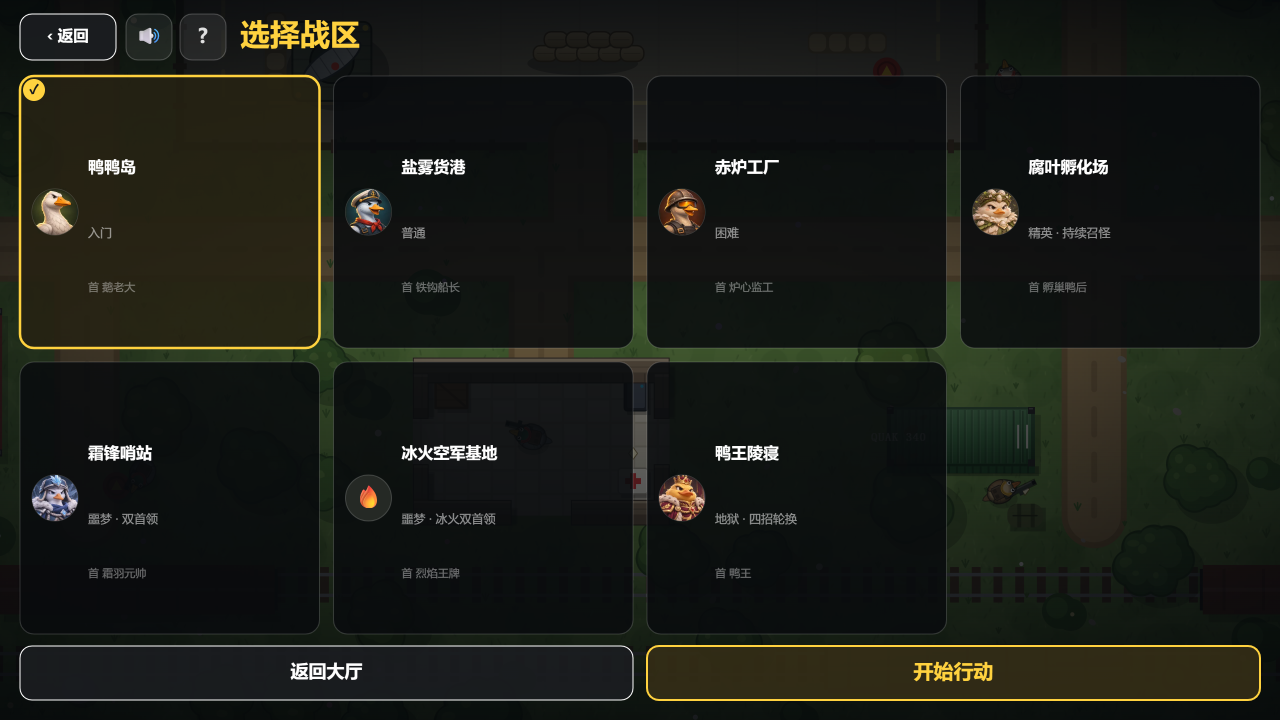 ‹ 返回
?
选择战区
鸭鸭岛
入门
首 鹅老大
盐雾货港
普通
首 铁钩船长
赤炉工厂
困难
首 炉心监工
腐叶孵化场
精英 · 持续召怪
首 孵巢鸭后
霜锋哨站
噩梦 · 双首领
首 霜羽元帅
冰火空军基地
噩梦 · 冰火双首领
首 烈焰王牌
鸭王陵寝
地狱 · 四招轮换
首 鸭王
返回大厅
开始行动